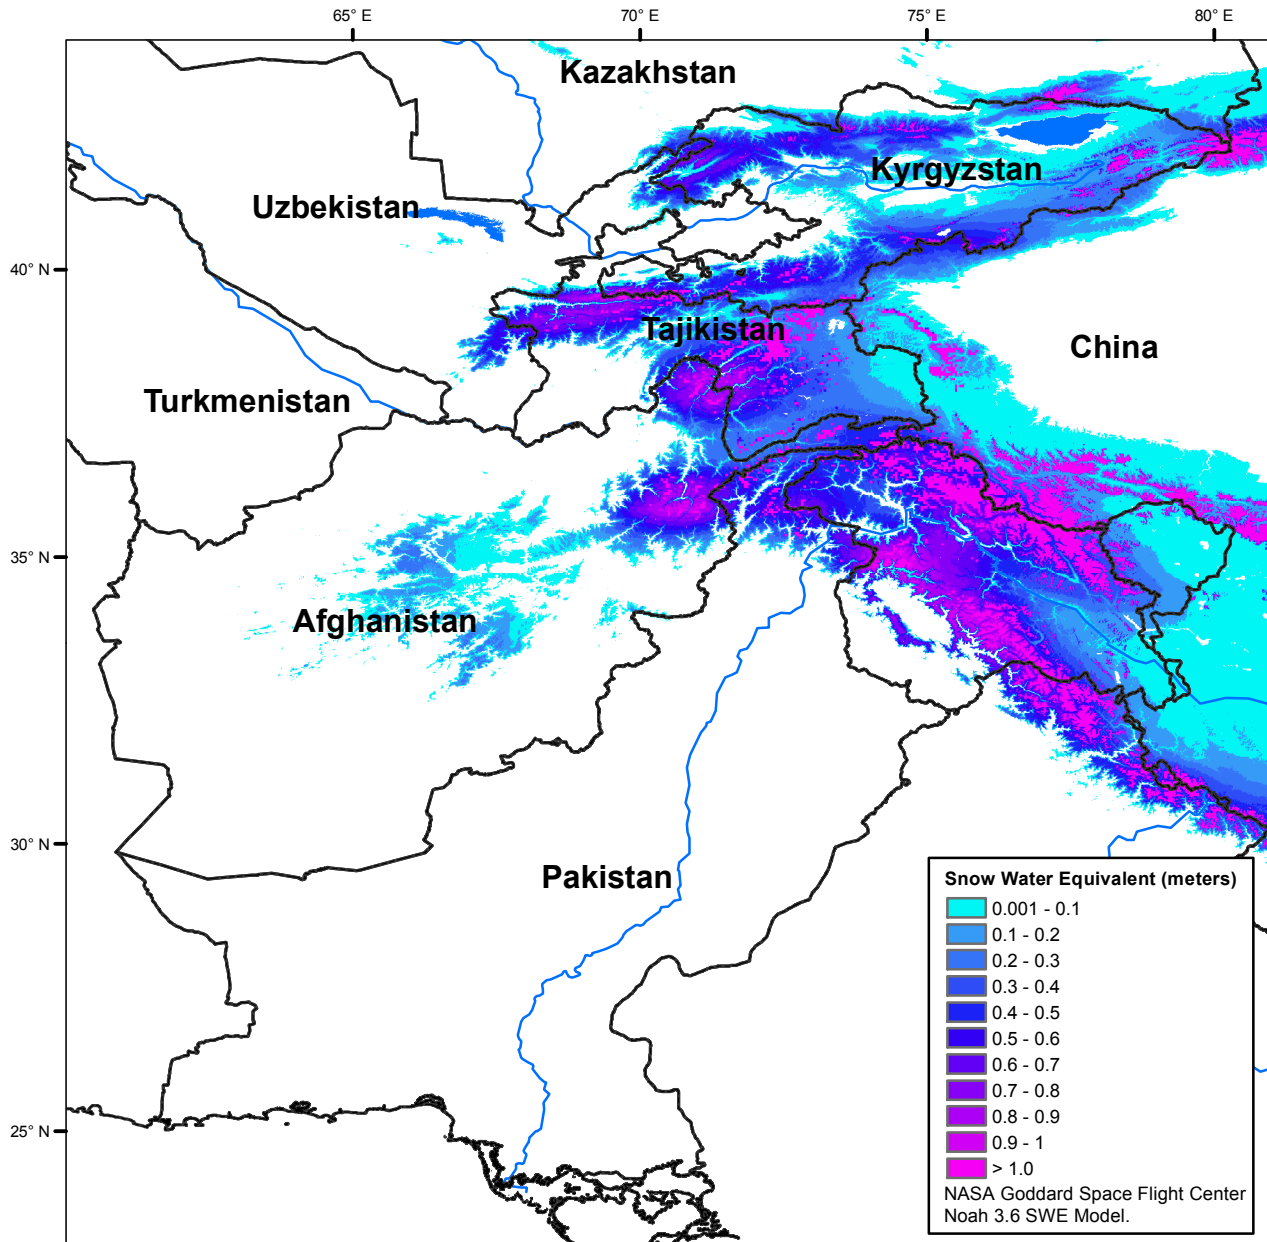 65° E
70° E
75° E
80° E
Kazakhstan
Kyrgyzstan
Uzbekistan
40° N
Tajikistan
China
Turkmenistan
35° N
Afghanistan
30° N
Pakistan
25° N
Snow Water Equivalent (meters)
0.001 - 0.1
0.1 - 0.2
0.2 - 0.3
0.3 - 0.4
0.4 - 0.5
0.5 - 0.6
0.6 - 0.7
0.7 - 0.8
0.8 - 0.9
0.9 - 1
> 1.0
NASA Goddard Space Flight Center
Noah 3.6 SWE Model.